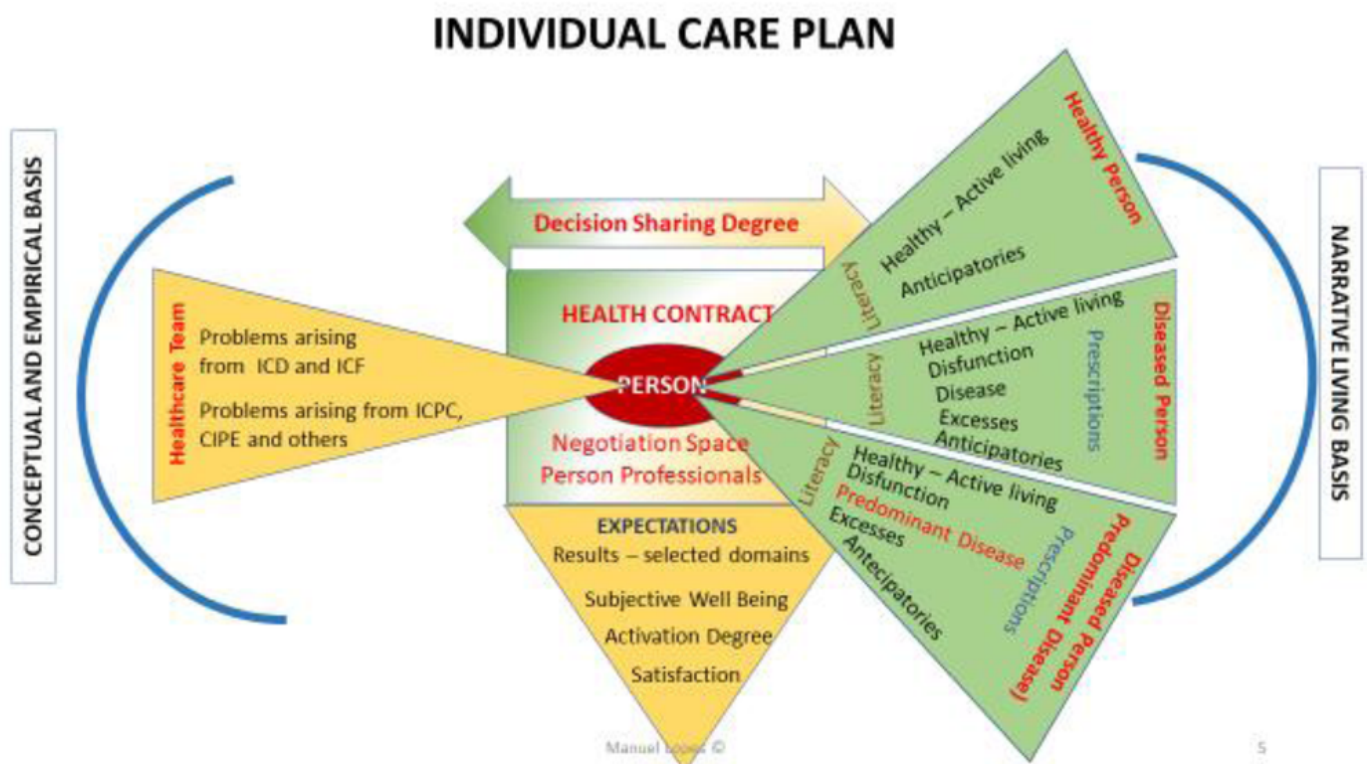 INDIVIDUAL CARE PLAN
CONCEPTUAL AND EMPIRICAL BASIS
Healthcare Team
Problems arising
from ICD and ICF
Problems arising from ICPC,
CIPE and others
Decision Sharing Degree
HEALTH CONTRACT
PERSON
Negotiation Space
Person Professionals
EXPECTATIONS
Results – selected domains
Subjective Well Being
Activation Degree
Satisfaction
Literacy
Healthy – Active living
Anticipatories
Healthy Person
Literacy
Healthy – Active living
Disfunction
Disease
Excesses
Anticipatories
Prescriptions
Diseased Person
Literacy
Healthy – Active living
Disfunction
Predominant Disease
Excesses
Antecipatories
Prescriptions
Diseased Person
Predominant Disease)
NARRATIVE LIVING BASIS
Manuel Lopes ©
5